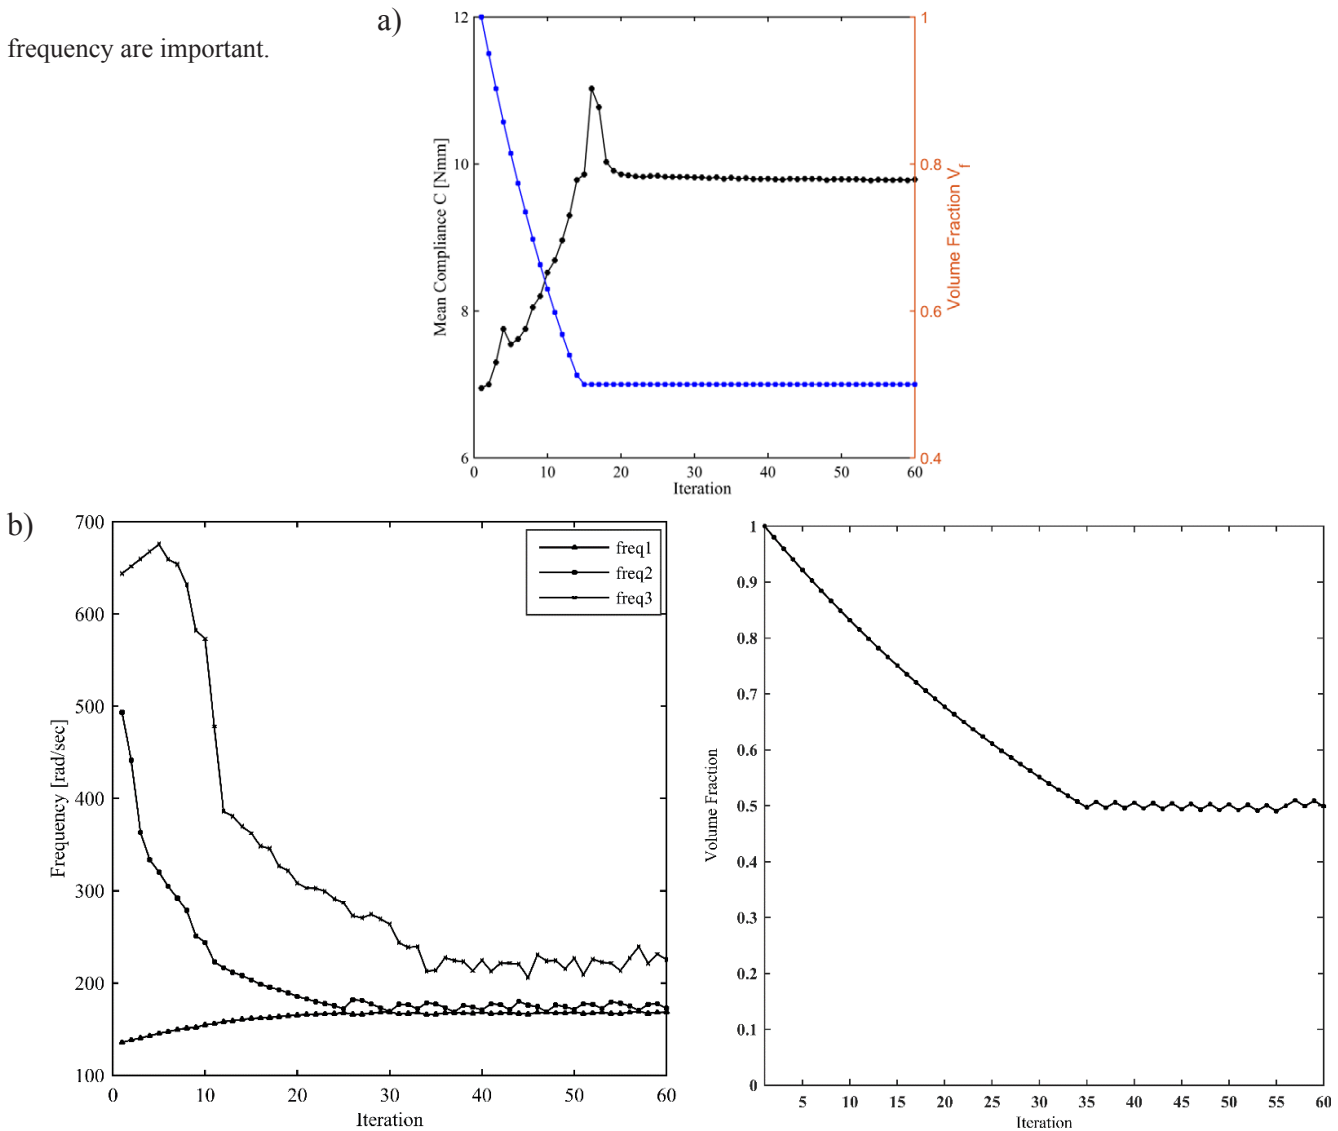 frequency are important.
a)
12
10
8
6
Mean Compliance C [Nmm]
0 10 20 30 40 50 60
Iteration
1
0.8
0.6
0.4
Volume Fraction Vf
b)
700
600
500
400
300
200
100
Frequency [rad/sec]
freq1
freq2
freq3
0 10 20 30 40 50 60
Iteration
1
0.9
0.8
0.7
0.6
0.5
0.4
0.3
0.2
0.1
0
Volume Fraction
5 10 15 20 25 30 35 40 45 50 55 60
Iteration